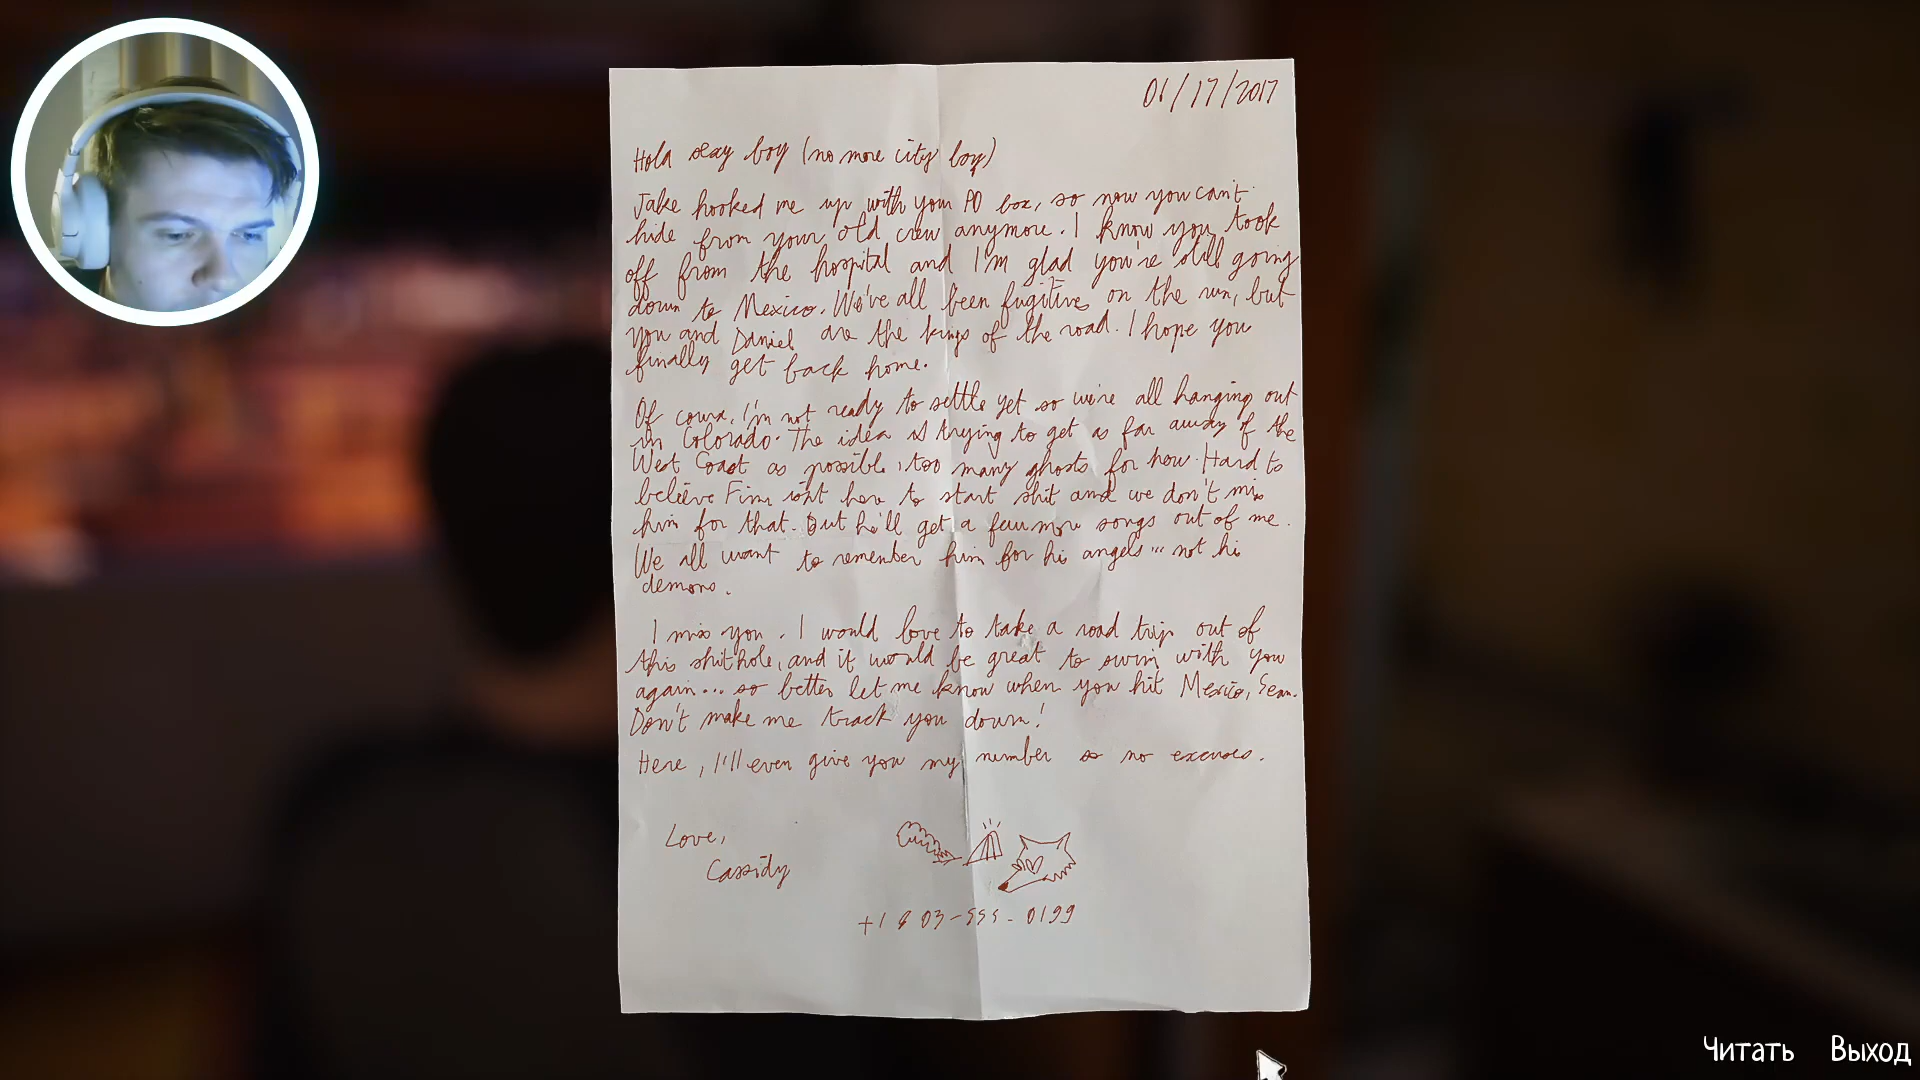 01/17/2017
Hola sexy boy (no more city boy)
Jake hooked me up with your PO box, so now you can't
hide from your old crew anymore. I know you took
off from the hospital and I'm glad you're still going
down to Mexico. We've all been fugitives on the run, but
you and Daniel are the kings of the road. I hope you
finally get back home.
Of course, I'm not ready to settle yet so we're all hanging out
in Colorado. The idea is trying to get as far away of the
West Coast as possible, too many ghosts for now. Hard to
believe Finn isn't here to start shit and we don't miss
him for that. But he'll get a few more songs out of me.
We all want to remember him for his angels... not his
demons.
I miss you. I would love to take a road trip out of
this shithole, and it would be great to swim with you
again... so better let me know when you hit Mexico, Sean.
Don't make me track you down!
Here, I'll even give you my number so no excuses.
Love,
Cassidy
+1 803-555-0199
Читать Выход